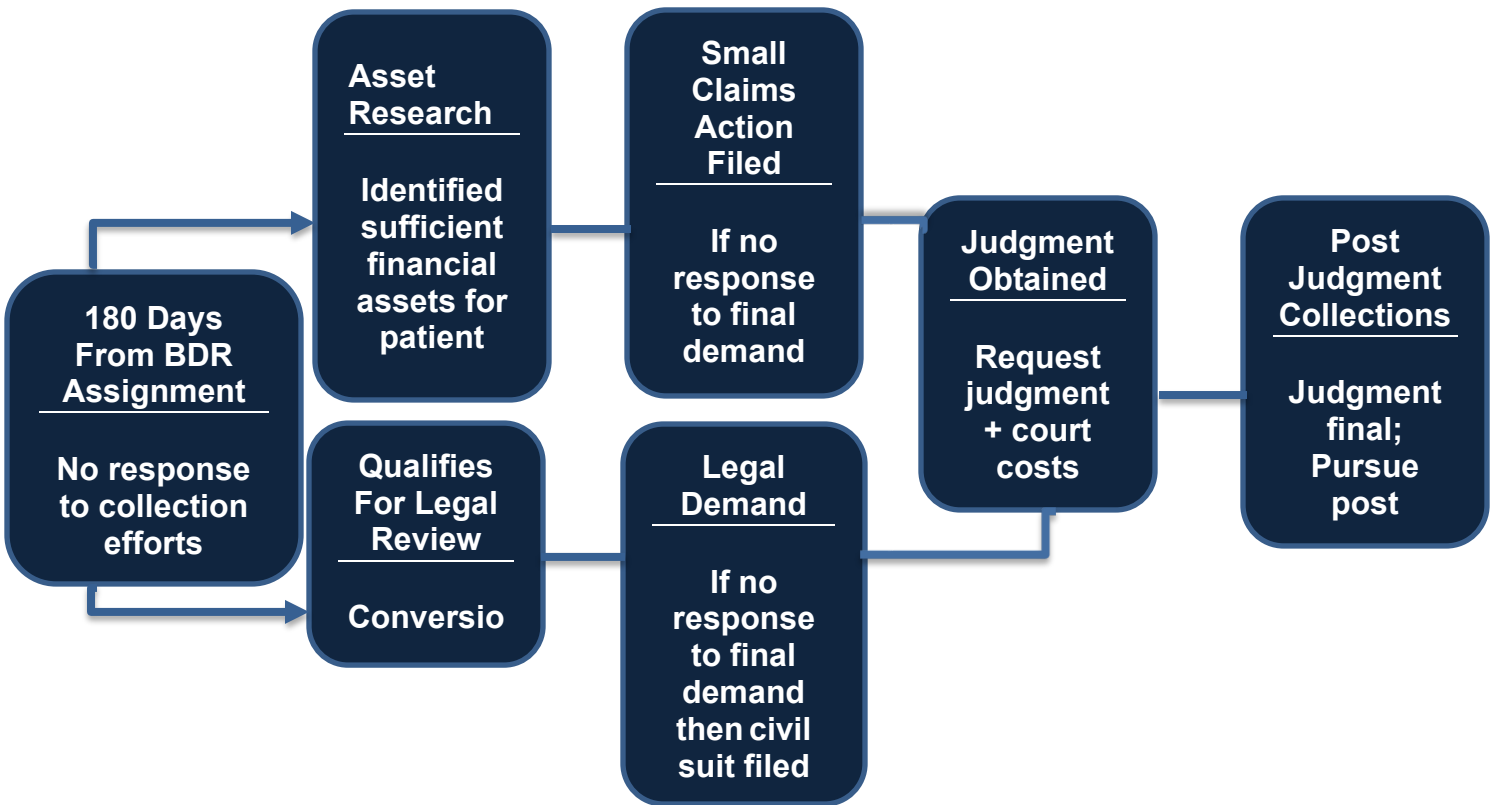 180 Days
From BDR
Assignment
No response
to collection
efforts
Asset
Research
Identified
sufficient
financial
assets for
patient
Small
Claims
Action
Filed
If no
response
to final
demand
Qualifies
For Legal
Review
Conversio
Legal
Demand
If no
response
to final
demand
then civil
suit filed
Judgment
Obtained
Request
judgment
+ court
costs
Post
Judgment
Collections
Judgment
final;
Pursue
post